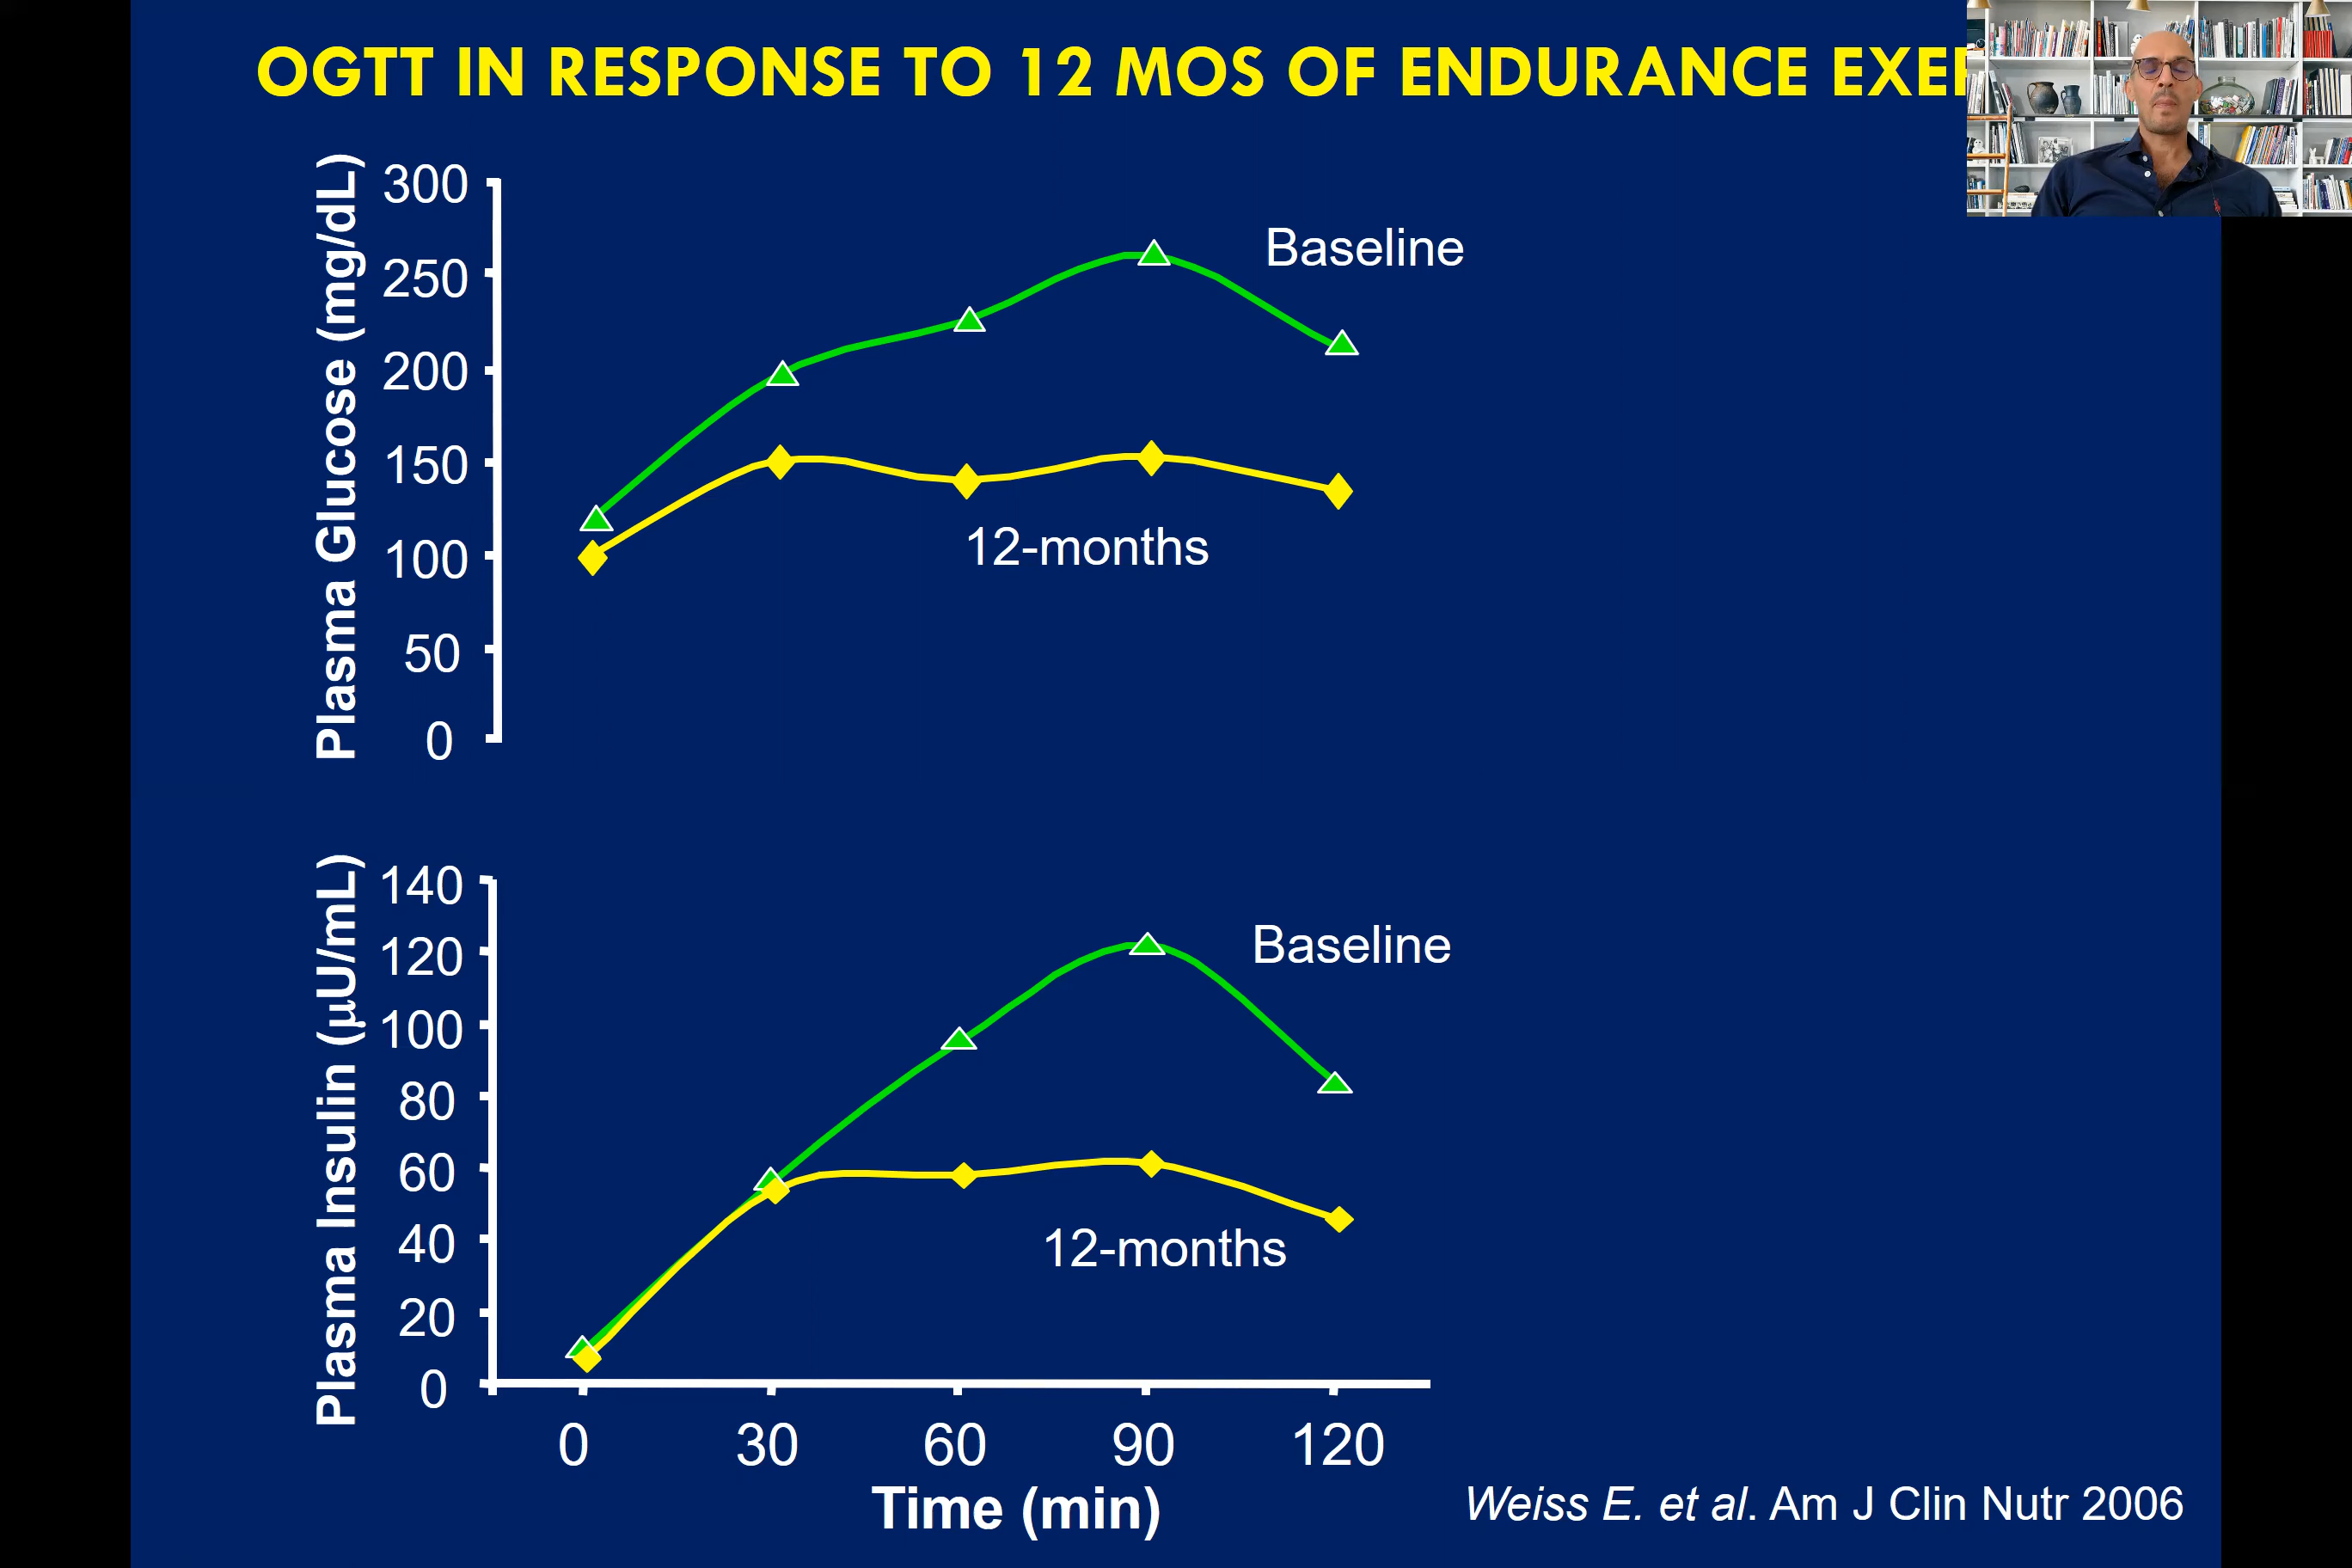 OGTT IN RESPONSE TO 12 MOS OF ENDURANCE
Plasma Glucose (mg/dL)
300
250
200
150
100
50
0
Baseline
12-months
Plasma Insulin (µU/mL)
140
120
100
80
60
40
20
0
Baseline
12-months
0 30 60 90 120
Time (min)
Weiss E. et al. Am J Clin Nutr 2006